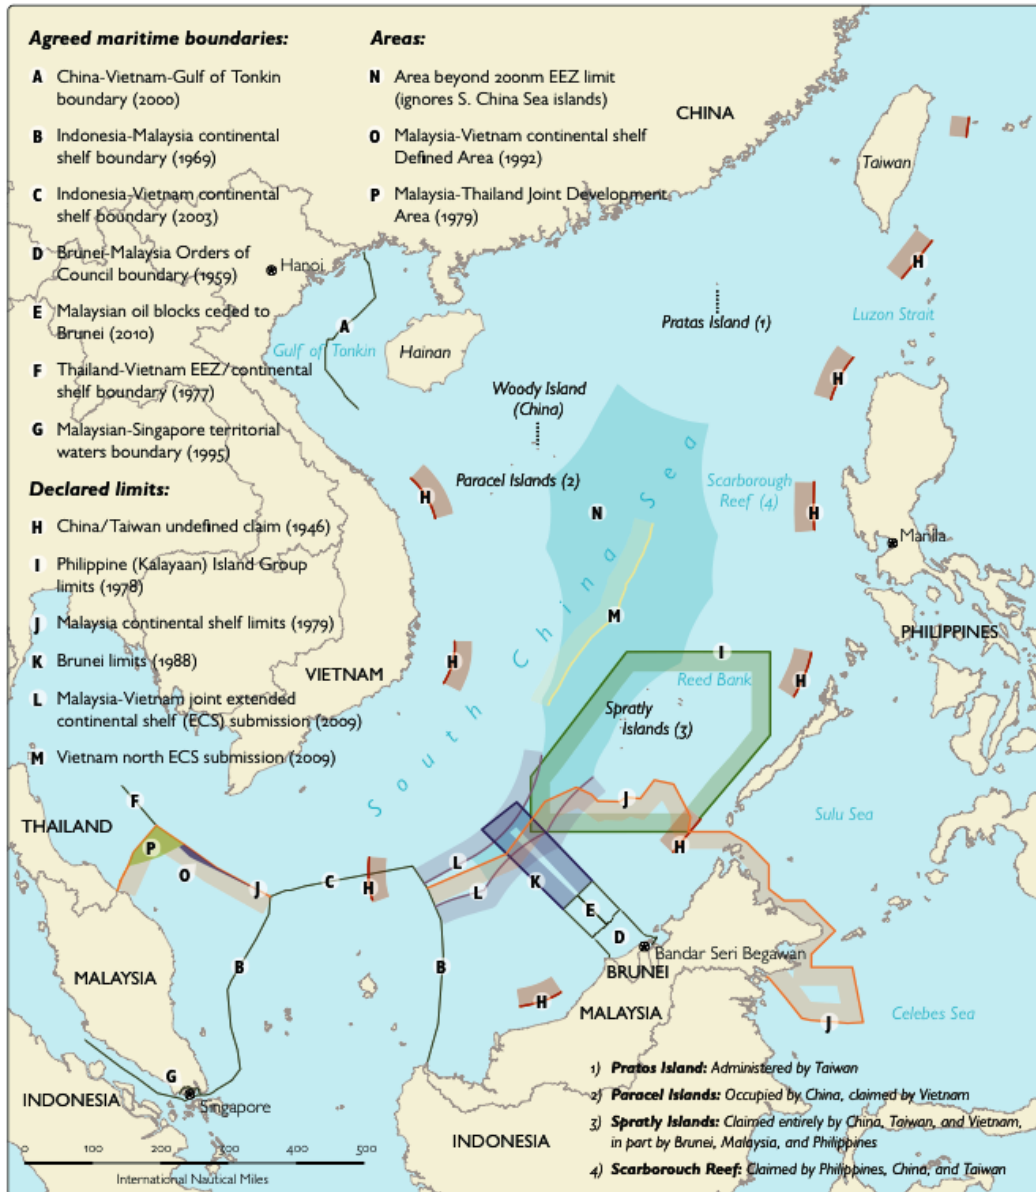 Agreed maritime boundaries:
A China-Vietnam-Gulf of Tonkin
boundary (2000)
B Indonesia-Malaysia continental
shelf boundary (1969)
C Indonesia-Vietnam continental
shelf boundary (2003)
D Brunei-Malaysia Orders of
Council boundary (1959)
E Malaysian oil blocks ceded to
Brunei (2010)
F Thailand-Vietnam EEZ/continental
shelf boundary (1977)
G Malaysian-Singapore territorial
waters boundary (1995)
Declared limits:
H China/Taiwan undefined claim (1946)
I Philippine (Kalayaan) Island Group
limits (1978)
J Malaysia continental shelf limits (1979)
K Brunei limits (1988)
L Malaysia-Vietnam joint extended
continental shelf (ECS) submission (2009)
M Vietnam north ECS submission (2009)
Areas:
N Area beyond 200nm EEZ limit
(ignores S. China Sea islands)
O Malaysia-Vietnam continental shelf
Defined Area (1992)
P Malaysia-Thailand Joint Development
Area (1979)
CHINA
Taiwan
Hanoi
H
Luzon Strait
Pratas Island (1)
A
Gulf of Tonkin
Hainan
H
Woody Island
(China)
Paracel Islands (2)
Scarborough
Reef (4)
H
H
N
Manila
South China Sea
M
PHILIPPINES
VIETNAM
H
I
Reed Bank
H
Spratly
Islands (3)
F
THAILAND
J
Sulu Sea
P
O
J
C
H
L
L
K
H
E
D
Bandar Seri Begawan
BRUNEI
MALAYSIA
B
B
H
MALAYSIA
J
Celebes Sea
G
Singapore
INDONESIA
INDONESIA
0 100 200 300 400 500
International Nautical Miles
1) Pratos Island: Administered by Taiwan
2) Paracel Islands: Occupied by China, claimed by Vietnam
3) Spratly Islands: Claimed entirely by China, Taiwan, and Vietnam,
in part by Brunei, Malaysia, and Philippines
4) Scarborouch Reef: Claimed by Philippines, China, and Taiwan